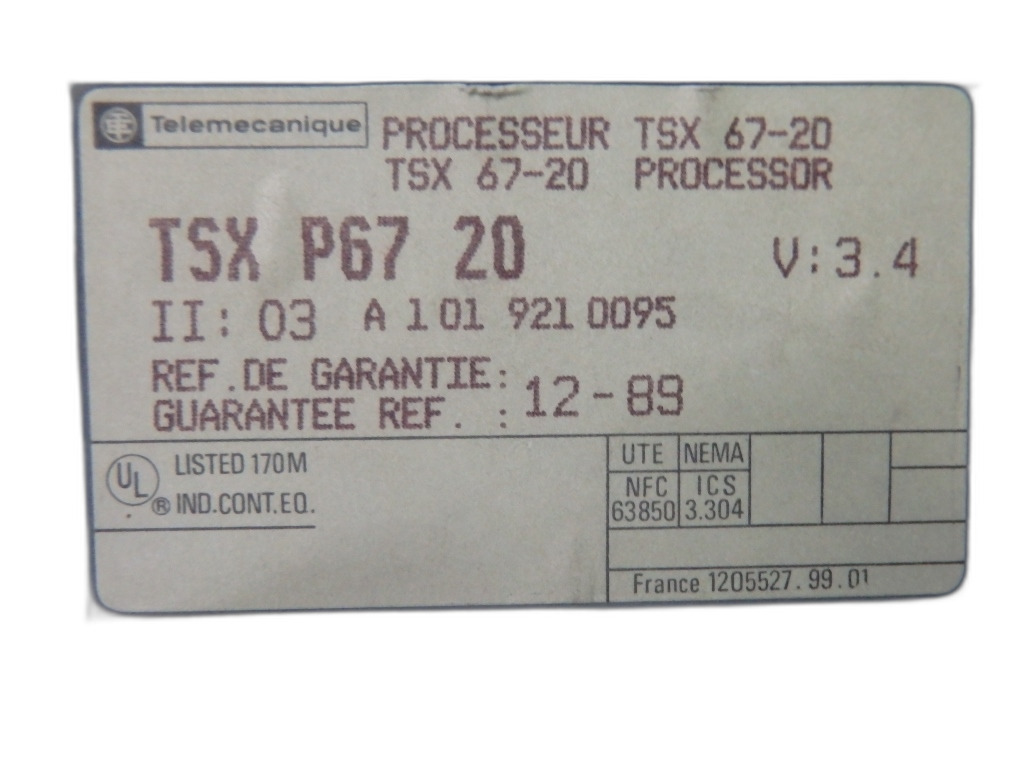 Telemecanique
PROCESSEUR TSX 67-20
TSX 67-20 PROCESSOR
TSX P67 20 V:3.4
II: 03 A 1 01 921 0095
REF.DE GARANTIE:
GUARANTEE REF. : 12-89
UL ® LISTED 170M
IND.CONT.EQ.
UTE NEMA
NFC ICS
63850 3.304
France 1205527.99.01